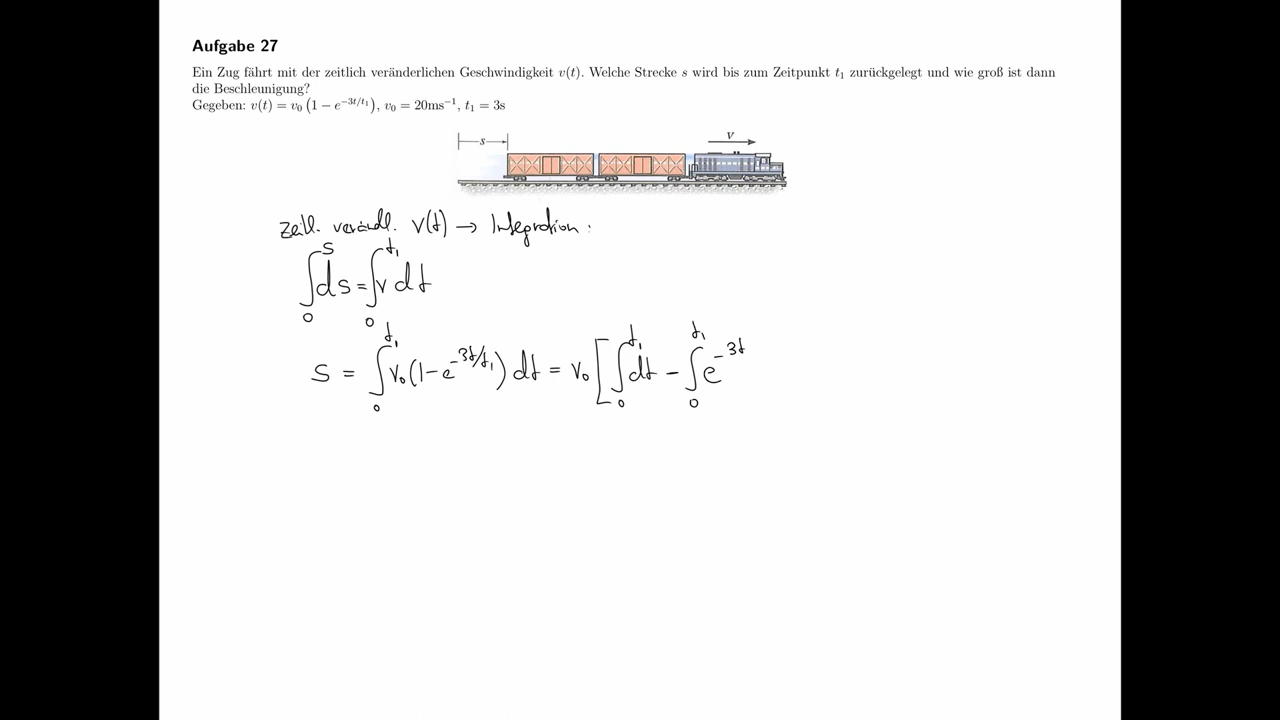 Aufgabe 27
Ein Zug fährt mit der zeitlich veränderlichen Geschwindigkeit v(t). Welche Strecke s wird bis zum Zeitpunkt t₁ zurückgelegt und wie groß ist dann
die Beschleunigung?
Gegeben: v(t) = v₀ (1 − e^{−3t/t₁}), v₀ = 20ms⁻¹, t₁ = 3s
s
V
Zeitl. verändl. v(t) → Integration:
∫₀^s ds = ∫₀^{t₁} v dt
s = ∫₀^{t₁} v₀(1−e^{−3t/t₁}) dt = v₀ [ ∫₀^{t₁} dt − ∫₀^{t₁} e^{−3t}